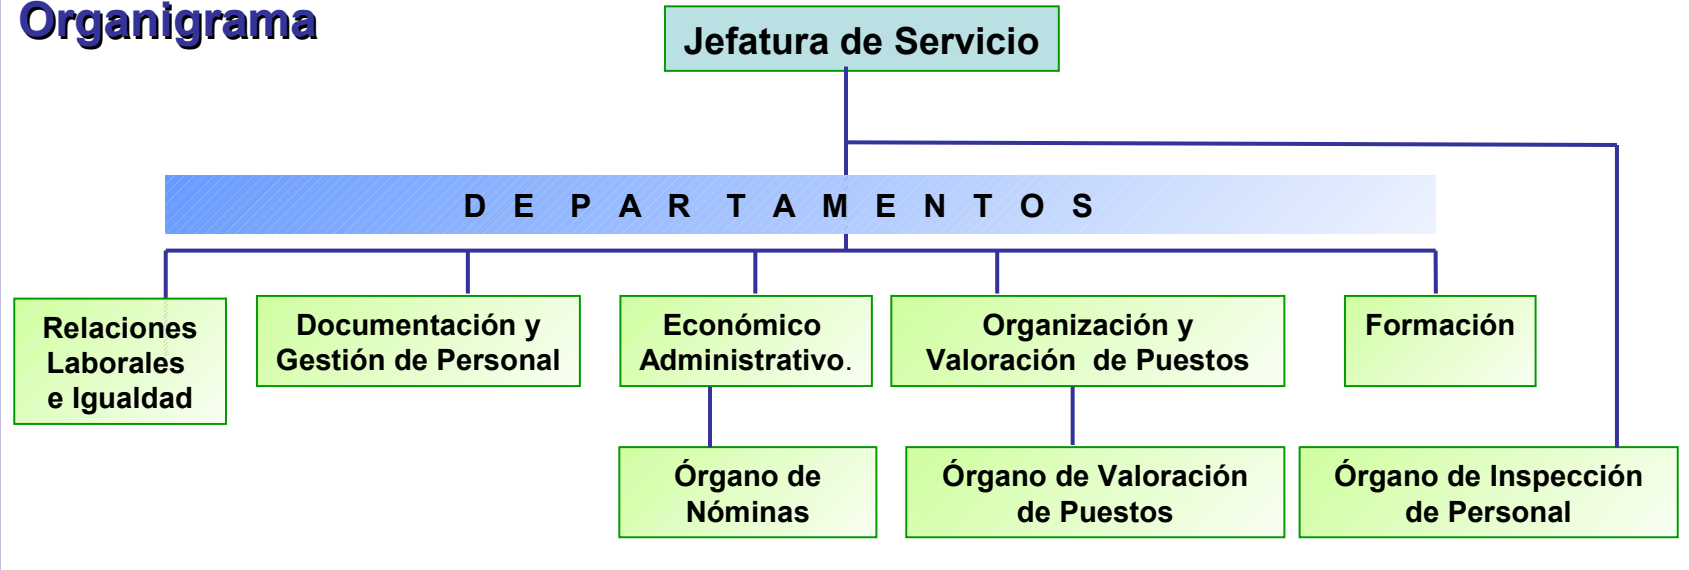 Organigrama
Jefatura de Servicio
D E P A R T A M E N T O S
Relaciones
Laborales
e Igualdad
Documentación y
Gestión de Personal
Económico
Administrativo.
Organización y
Valoración de Puestos
Formación
Órgano de
Nóminas
Órgano de Valoración
de Puestos
Órgano de Inspección
de Personal